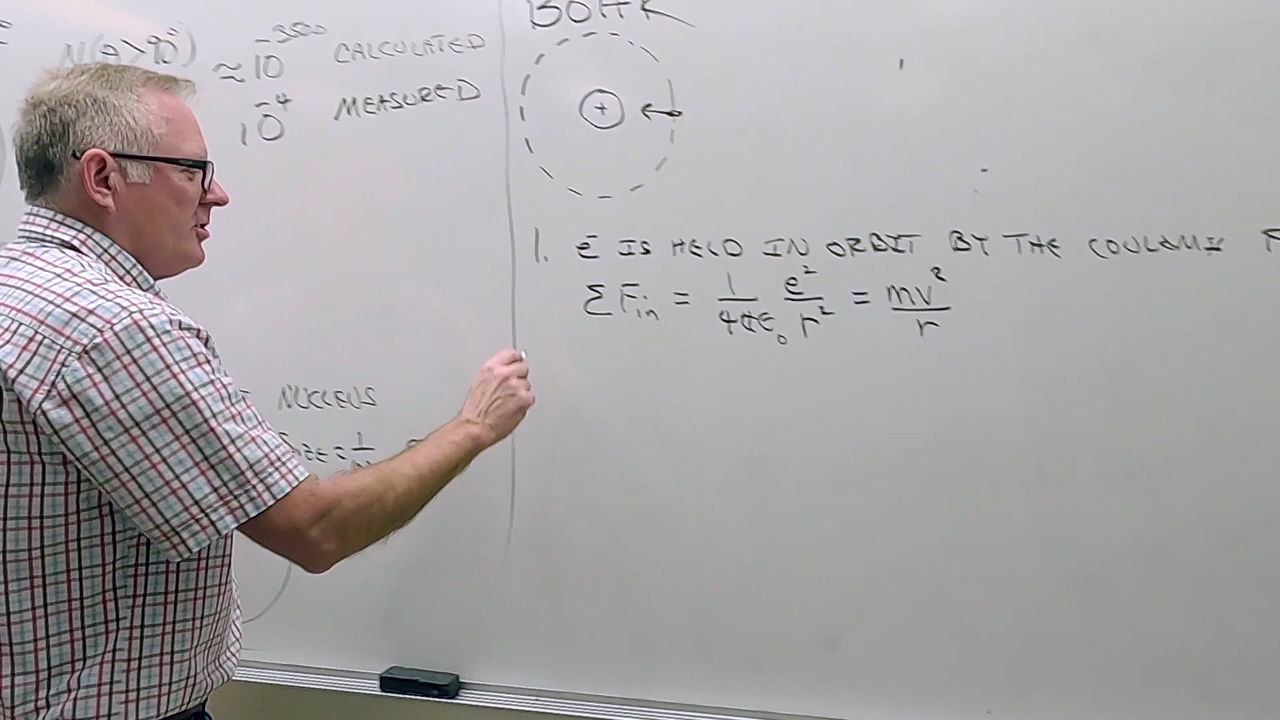 N(θ>90°) ≈ 10^-3500 CALCULATED
10^-4 MEASURED
NUCLEUS
BOHR
+
1. e⁻ IS HELD IN ORBIT BY THE
ΣF_in = 1/(4πε₀) e²/r² = mv²/r